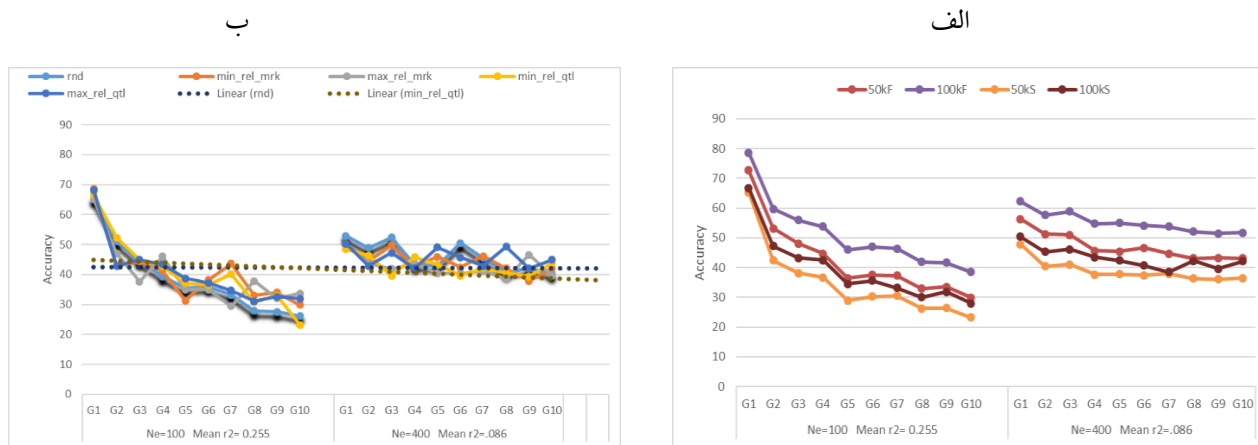 ب
الف
rnd min_rel_mrk max_rel_mrk min_rel_qtl
max_rel_qtl Linear (rnd) Linear (min_rel_qtl)
Accuracy
90
80
70
60
50
40
30
20
10
0
G1 G2 G3 G4 G5 G6 G7 G8 G9 G10 G1 G2 G3 G4 G5 G6 G7 G8 G9 G10
Ne=100 Mean r2= 0.255 Ne=400 Mean r2=.086
50kF 100kF 50kS 100kS
Accuracy
90
80
70
60
50
40
30
20
10
0
G1 G2 G3 G4 G5 G6 G7 G8 G9 G10 G1 G2 G3 G4 G5 G6 G7 G8 G9 G10
Ne=100 Mean r2= 0.255 Ne=400 Mean r2=.086